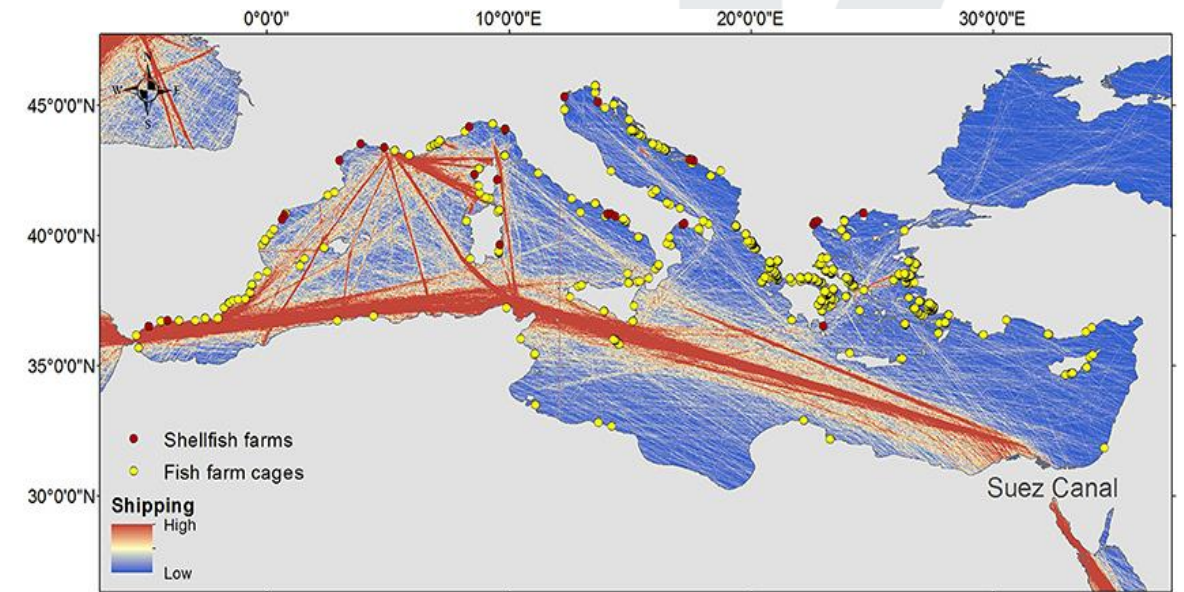 0°0'0"
10°0'0"E
20°0'0"E
30°0'0"E
N
W
E
S
45°0'0"N
40°0'0"N
35°0'0"N
30°0'0"N
Shellfish farms
Fish farm cages
Shipping
High
Low
Suez Canal